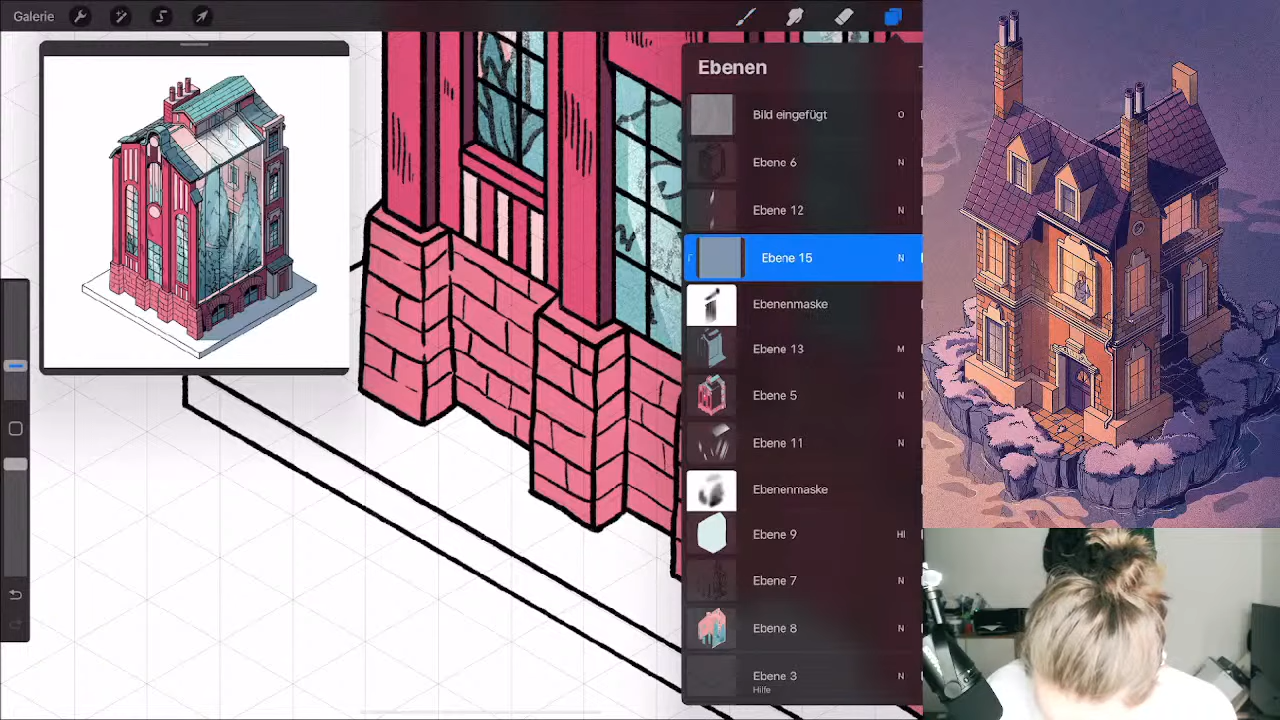 Galerie
Ebenen
Bild eingefügt O
Ebene 6 N
Ebene 12 N
Ebene 15 N
Ebenenmaske
Ebene 13 M
Ebene 5 N
Ebene 11 N
Ebenenmaske
Ebene 9 HI
Ebene 7 N
Ebene 8 N
Ebene 3 N
Hilfe